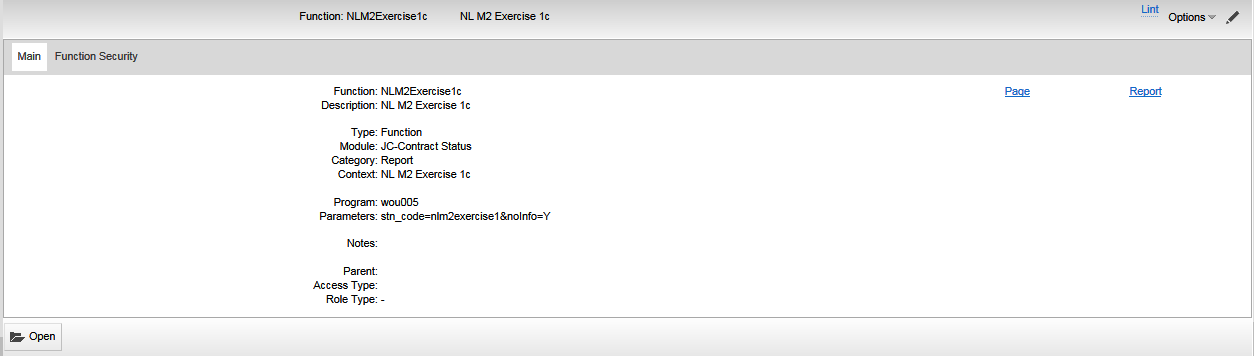 Function: NLM2Exercise1c NL M2 Exercise 1c Lint Options
Main Function Security
Function: NLM2Exercise1c Page Report
Description: NL M2 Exercise 1c
Type: Function
Module: JC-Contract Status
Category: Report
Context: NL M2 Exercise 1c
Program: wou005
Parameters: stn_code=nlm2exercise1&noInfo=Y
Notes:
Parent:
Access Type:
Role Type: -
Open